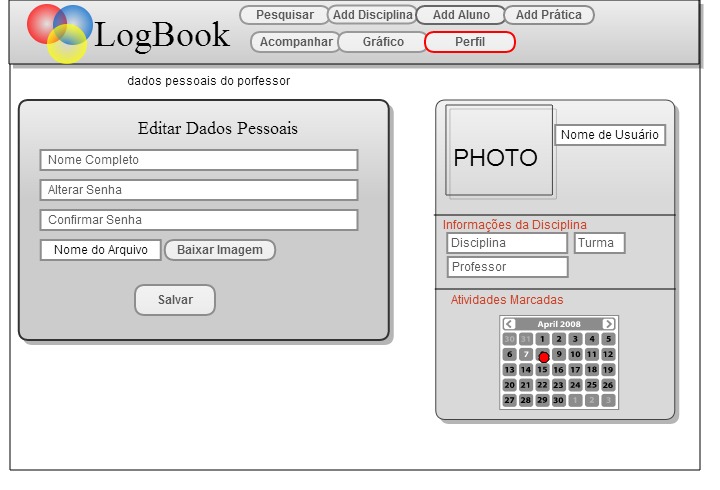 LogBook
Pesquisar Add Disciplina Add Aluno Add Prática
Acompanhar Gráfico Perfil
dados pessoais do porfessor
Editar Dados Pessoais
Nome Completo
Alterar Senha
Confirmar Senha
Nome do Arquivo Baixar Imagem
Salvar
PHOTO
Nome de Usuário
Informações da Disciplina
Disciplina Turma
Professor
Atividades Marcadas
April 2008
30 31 1 2 3 4 5
6 7 9 10 11 12
13 14 15 16 17 18 19
20 21 22 23 24 25 26
27 28 29 30 1 2 3